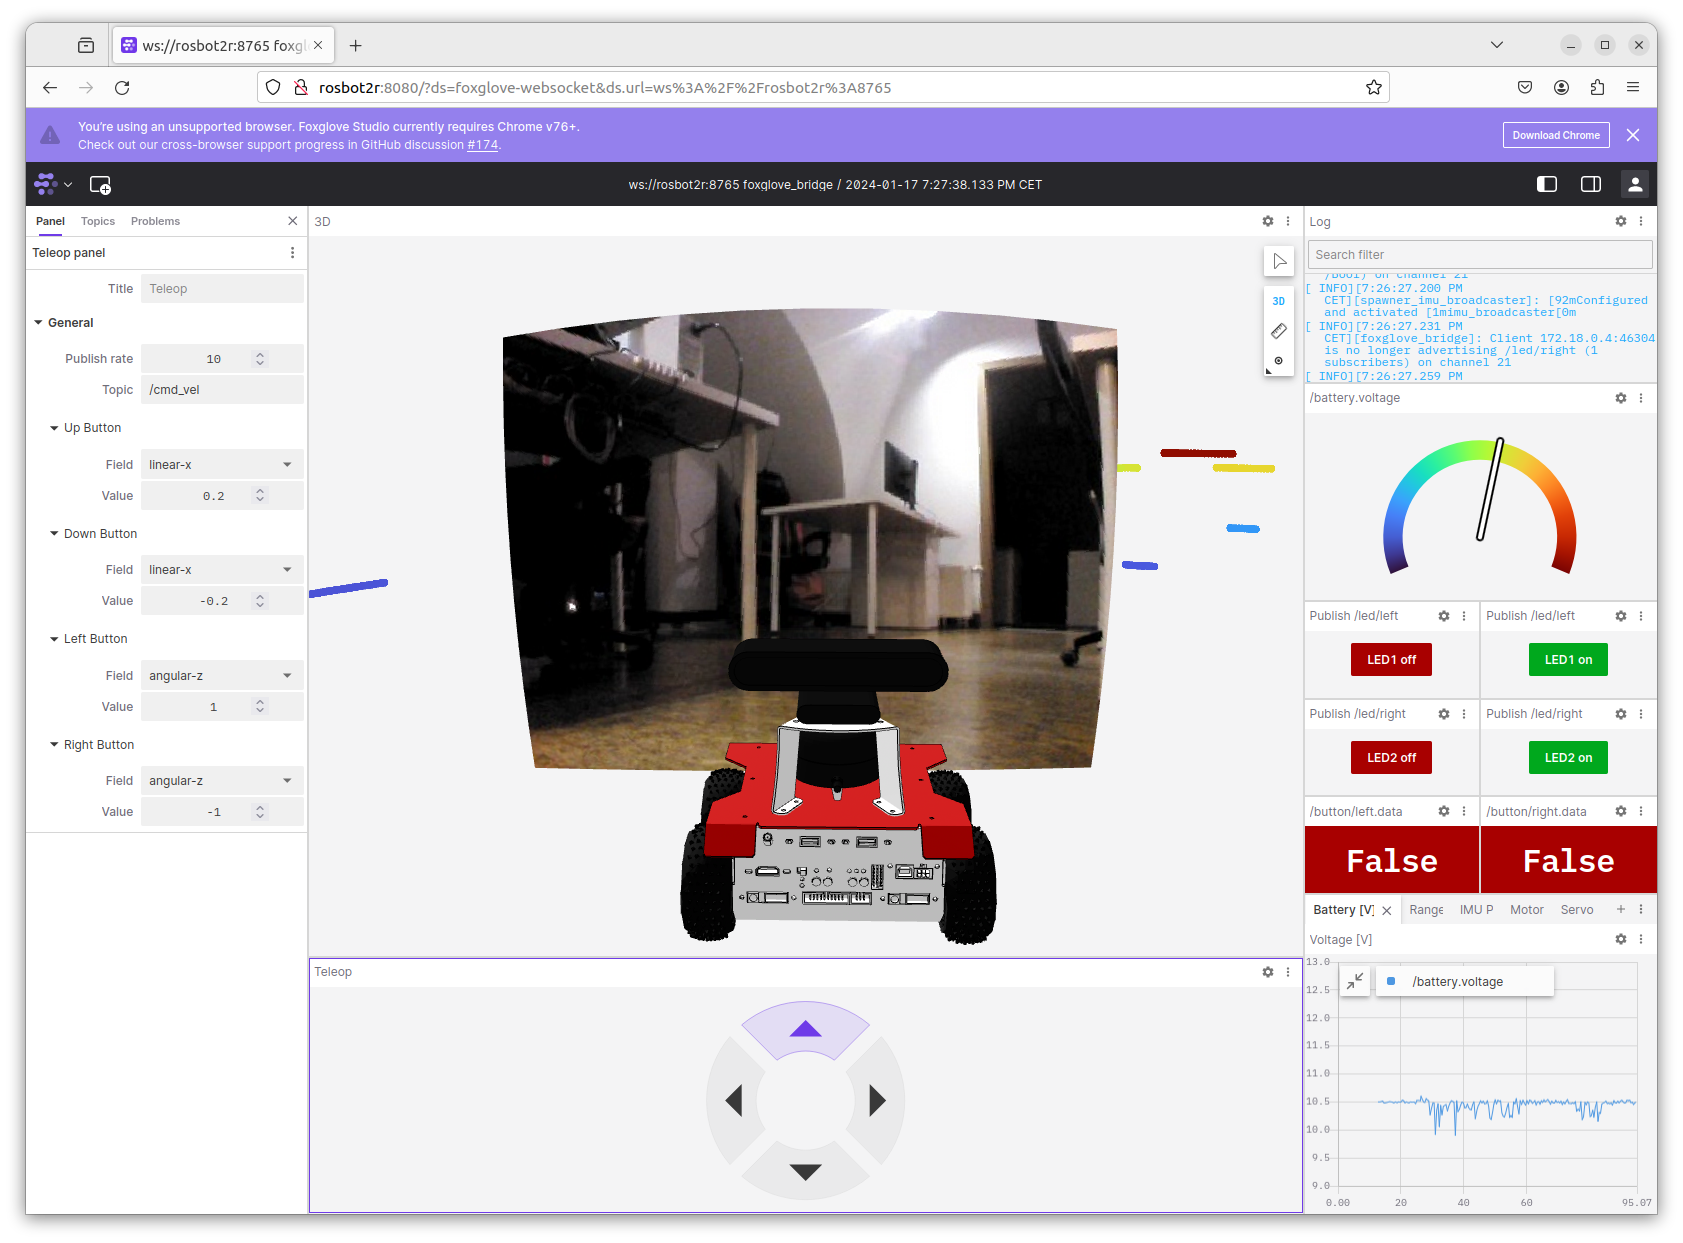 ws://rosbot2r:8765 foxgl
rosbot2r:8080/?ds=foxglove-websocket&ds.url=ws%3A%2F%2Frosbot2r%3A8765
You're using an unsupported browser. Foxglove Studio currently requires Chrome v76+.
Check out our cross-browser support progress in GitHub discussion #174.
Download Chrome
ws://rosbot2r:8765 foxglove_bridge / 2024-01-17 7:27:38.133 PM CET
Panel Topics Problems
Teleop panel
Title Teleop
General
Publish rate 10
Topic /cmd_vel
Up Button
Field linear-x
Value 0.2
Down Button
Field linear-x
Value -0.2
Left Button
Field angular-z
Value 1
Right Button
Field angular-z
Value -1
3D
3D
Teleop
Log
Search filter
/Bool) on channel 21
[ INFO][7:26:27.200 PM
CET][spawner_imu_broadcaster]: [92mConfigured
and activated [1mimu_broadcaster[0m
[ INFO][7:26:27.231 PM
CET][foxglove_bridge]: Client 172.18.0.4:46304
is no longer advertising /led/right (1
subscribers) on channel 21
[ INFO][7:26:27.259 PM
/battery.voltage
Publish /led/left Publish /led/left
LED1 off LED1 on
Publish /led/right Publish /led/right
LED2 off LED2 on
/button/left.data /button/right.data
False False
Battery [V] Range IMU P Motor Servo
Voltage [V]
/battery.voltage
13.0
12.5
12.0
11.5
11.0
10.5
10.0
9.5
9.0
0.00 20 40 60 95.07